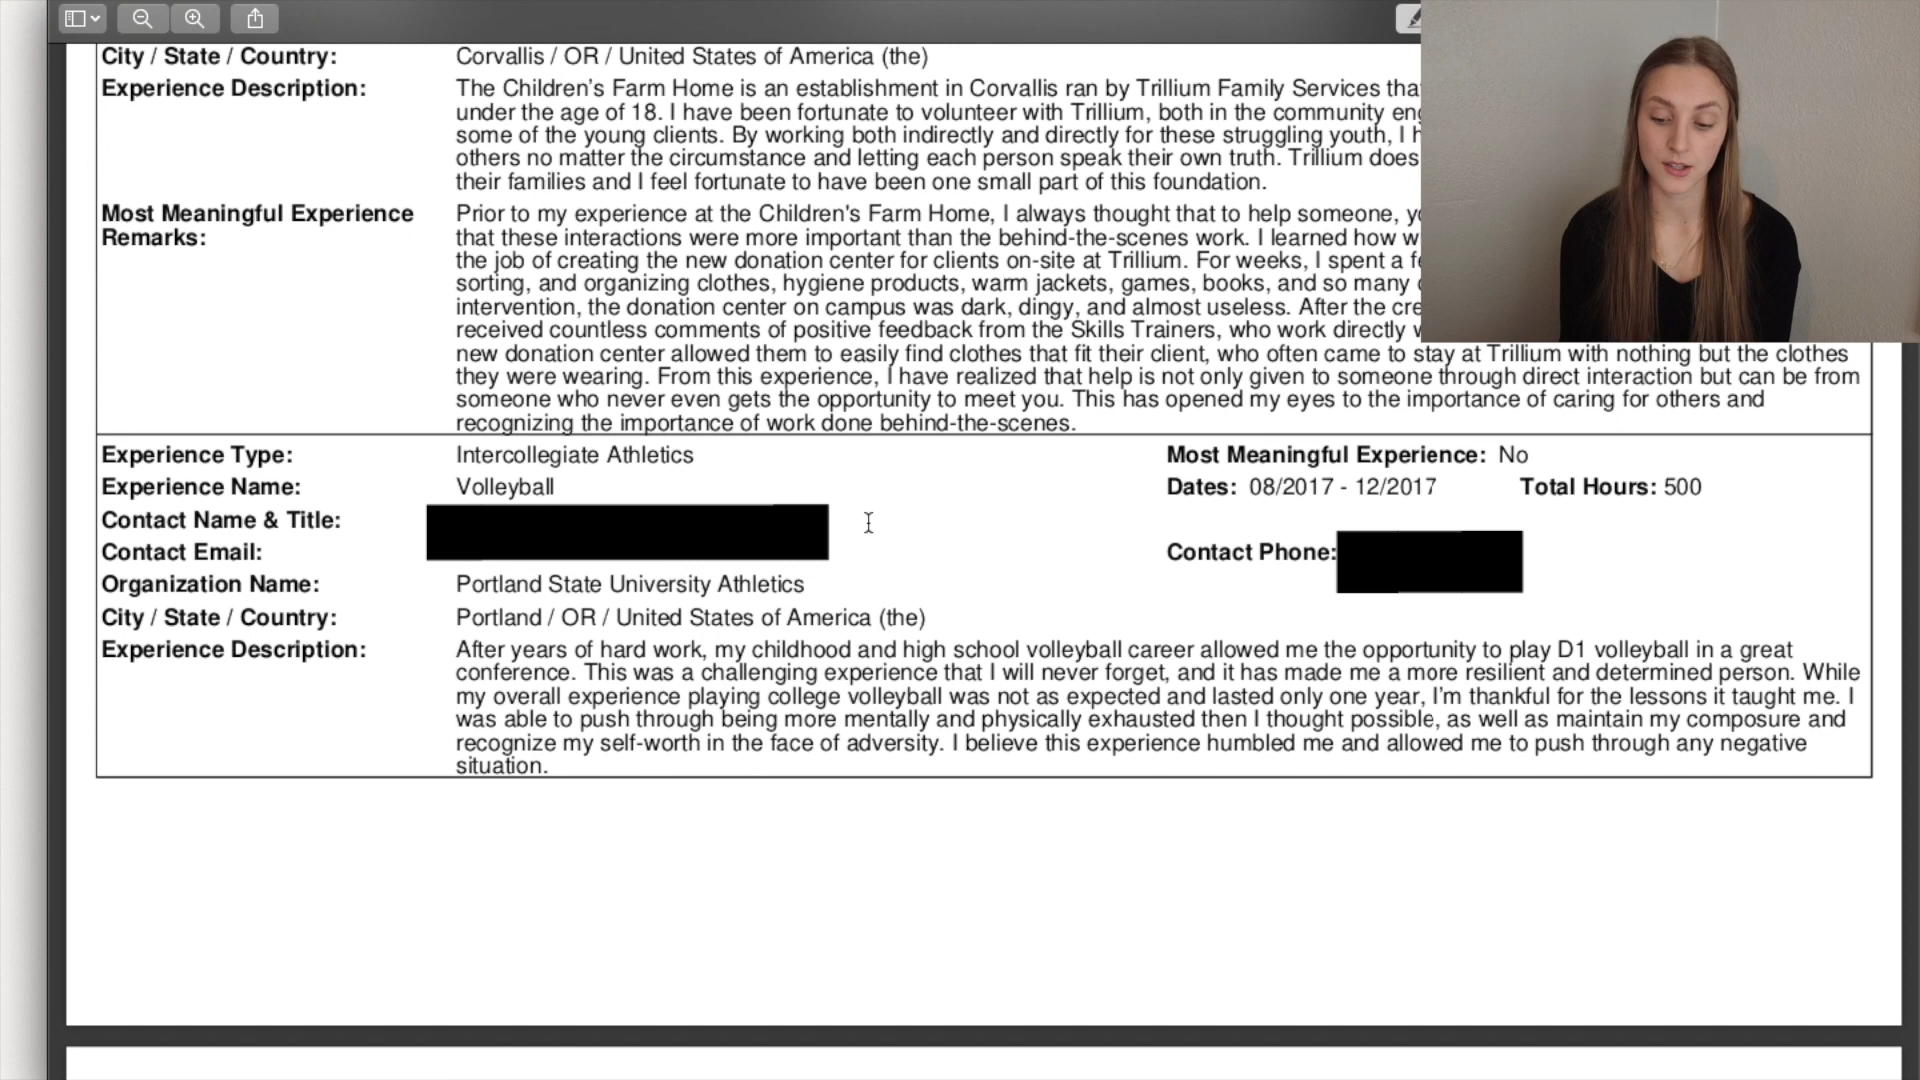 City / State / Country: Corvallis / OR / United States of America (the)
Experience Description: The Children's Farm Home is an establishment in Corvallis ran by Trillium Family Services tha
under the age of 18. I have been fortunate to volunteer with Trillium, both in the community en
some of the young clients. By working both indirectly and directly for these struggling youth, I h
others no matter the circumstance and letting each person speak their own truth. Trillium does
their families and I feel fortunate to have been one small part of this foundation.
Most Meaningful Experience Remarks: Prior to my experience at the Children's Farm Home, I always thought that to help someone, y
that these interactions were more important than the behind-the-scenes work. I learned how w
the job of creating the new donation center for clients on-site at Trillium. For weeks, I spent a f
sorting, and organizing clothes, hygiene products, warm jackets, games, books, and so many
intervention, the donation center on campus was dark, dingy, and almost useless. After the cre
received countless comments of positive feedback from the Skills Trainers, who work directly w
new donation center allowed them to easily find clothes that fit their client, who often came to stay at Trillium with nothing but the clothes
they were wearing. From this experience, I have realized that help is not only given to someone through direct interaction but can be from
someone who never even gets the opportunity to meet you. This has opened my eyes to the importance of caring for others and
recognizing the importance of work done behind-the-scenes.
Experience Type: Intercollegiate Athletics Most Meaningful Experience: No
Experience Name: Volleyball Dates: 08/2017 - 12/2017 Total Hours: 500
Contact Name & Title:
Contact Email: Contact Phone:
Organization Name: Portland State University Athletics
City / State / Country: Portland / OR / United States of America (the)
Experience Description: After years of hard work, my childhood and high school volleyball career allowed me the opportunity to play D1 volleyball in a great
conference. This was a challenging experience that I will never forget, and it has made me a more resilient and determined person. While
my overall experience playing college volleyball was not as expected and lasted only one year, I'm thankful for the lessons it taught me. I
was able to push through being more mentally and physically exhausted then I thought possible, as well as maintain my composure and
recognize my self-worth in the face of adversity. I believe this experience humbled me and allowed me to push through any negative
situation.